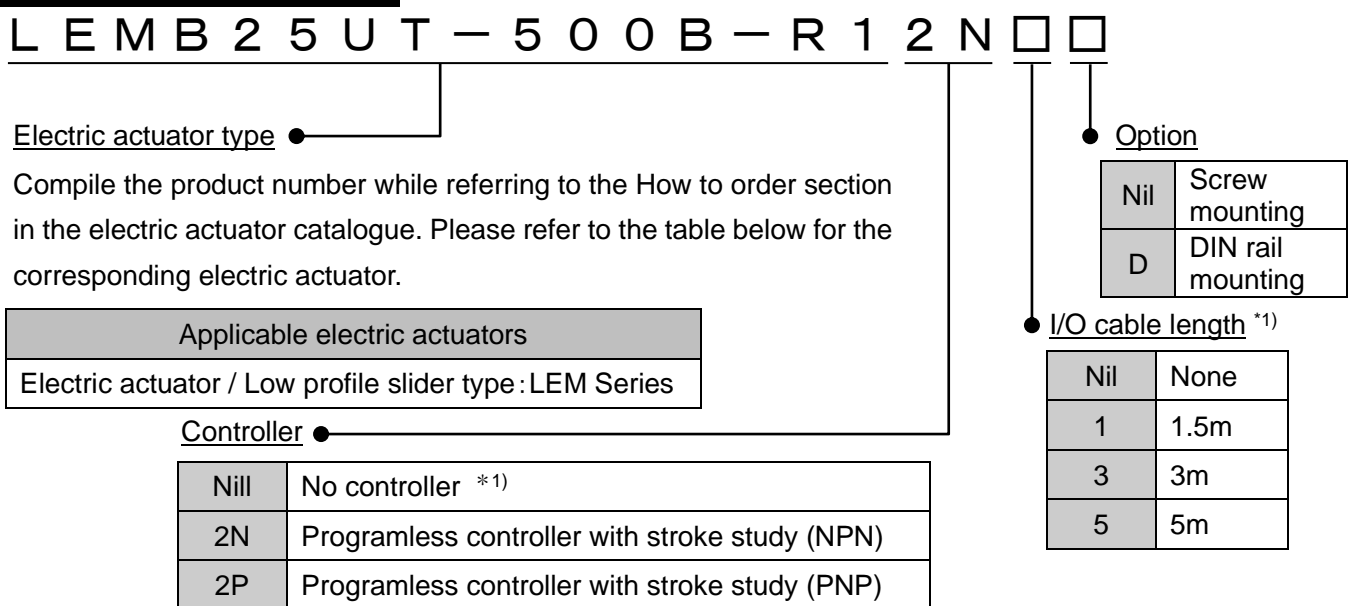 LEMB25UT－500B－R12N□□
Electric actuator type
Compile the product number while referring to the How to order section
in the electric actuator catalogue. Please refer to the table below for the
corresponding electric actuator.
Applicable electric actuators
Electric actuator / Low profile slider type：LEM Series
Controller
Nill No controller ＊1)
2N Programless controller with stroke study (NPN)
2P Programless controller with stroke study (PNP)
Option
Nil Screw
mounting
D DIN rail
mounting
I/O cable length *1)
Nil None
1 1.5m
3 3m
5 5m